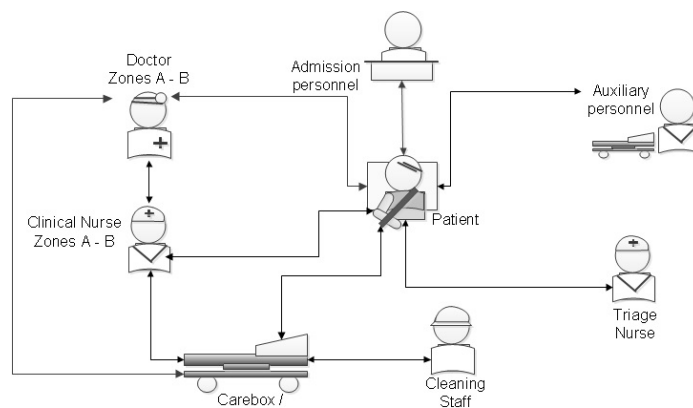 Doctor
Zones A - B
Admission
personnel
Auxiliary
personnel
Clinical Nurse
Zones A - B
Patient
Triage
Nurse
Cleaning
Staff
Carebox /